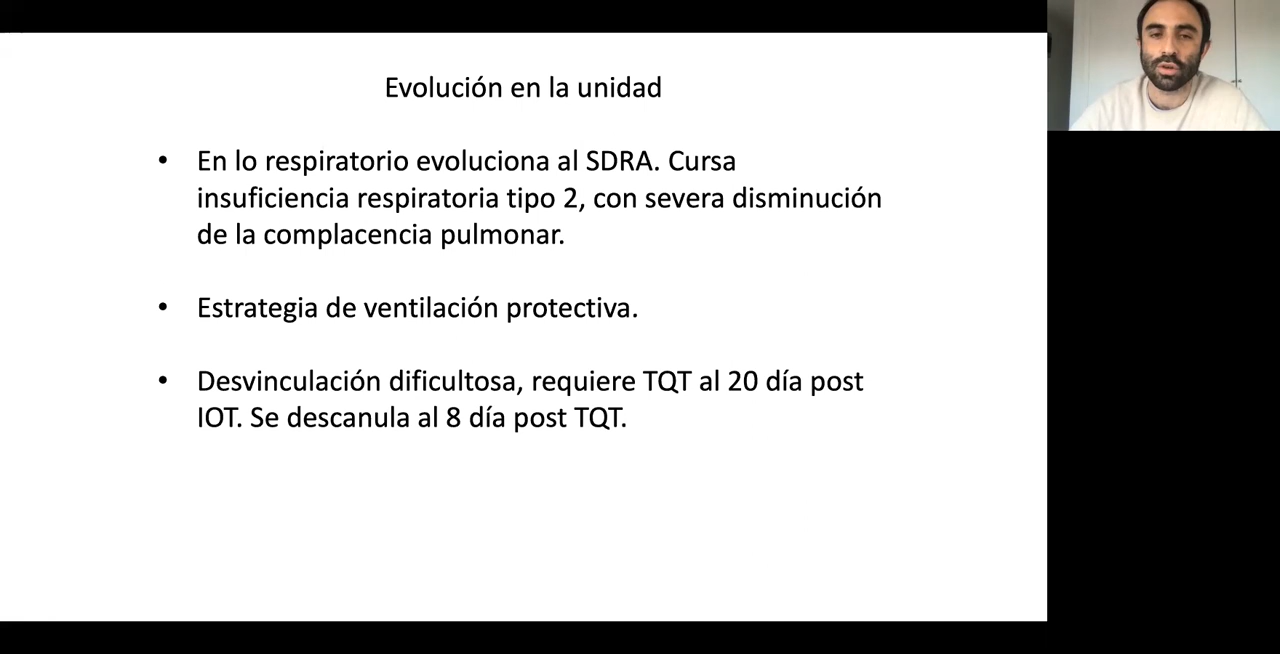 Evolución en la unidad
• En lo respiratorio evoluciona al SDRA. Cursa
insuficiencia respiratoria tipo 2, con severa disminución
de la complacencia pulmonar.
• Estrategia de ventilación protectiva.
• Desvinculación dificultosa, requiere TQT al 20 día post
IOT. Se descanula al 8 día post TQT.